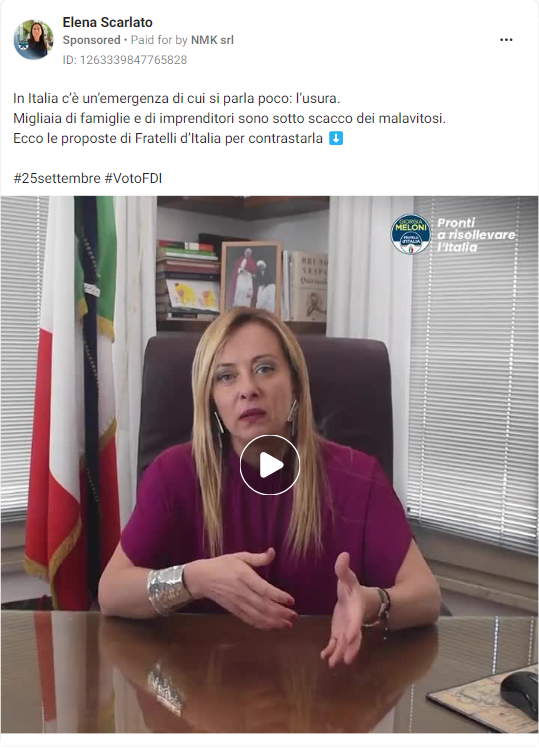 Elena Scarlato
Sponsored • Paid for by NMK srl
ID: 1263339847765828
In Italia c’è un’emergenza di cui si parla poco: l’usura.
Migliaia di famiglie e di imprenditori sono sotto scacco dei malavitosi.
Ecco le proposte di Fratelli d’Italia per contrastarla ⬇️
#25settembre #VotoFDI
GIORGIA
MELONI
FRATELLI
d'ITALIA
Pronti
a risollevare
l'Italia
BRUNO
VESPA